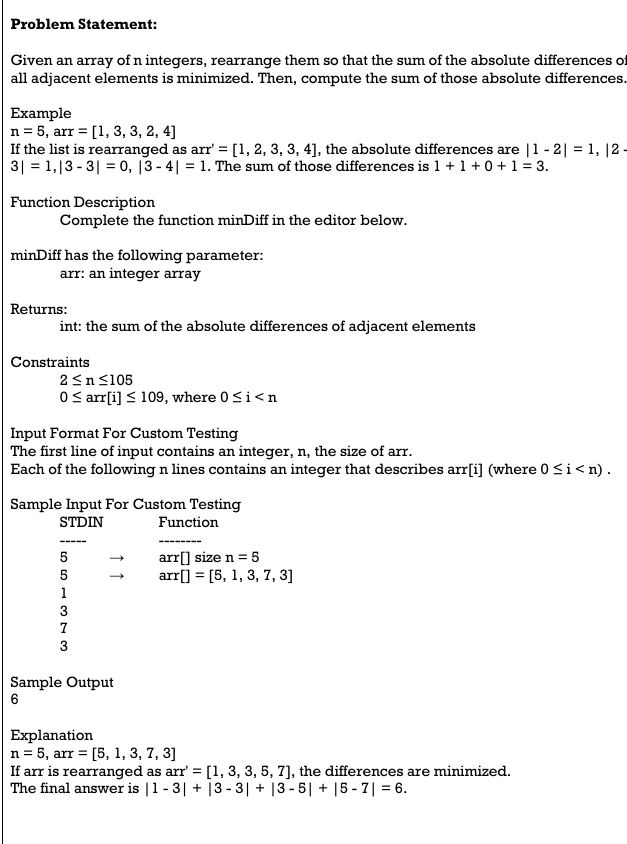 Problem Statement:
Given an array of n integers, rearrange them so that the sum of the absolute differences of
all adjacent elements is minimized. Then, compute the sum of those absolute differences.
Example
n = 5, arr = [1, 3, 3, 2, 4]
If the list is rearranged as arr' = [1, 2, 3, 3, 4], the absolute differences are |1 - 2| = 1, |2 -
3| = 1,|3 - 3| = 0, |3 - 4| = 1. The sum of those differences is 1 + 1 + 0 + 1 = 3.
Function Description
Complete the function minDiff in the editor below.
minDiff has the following parameter:
arr: an integer array
Returns:
int: the sum of the absolute differences of adjacent elements
Constraints
2 ≤ n ≤105
0 ≤ arr[i] ≤ 109, where 0 ≤ i < n
Input Format For Custom Testing
The first line of input contains an integer, n, the size of arr.
Each of the following n lines contains an integer that describes arr[i] (where 0 ≤ i < n) .
Sample Input For Custom Testing
STDIN Function
----- --------
5 → arr[] size n = 5
5 → arr[] = [5, 1, 3, 7, 3]
1
3
7
3
Sample Output
6
Explanation
n = 5, arr = [5, 1, 3, 7, 3]
If arr is rearranged as arr' = [1, 3, 3, 5, 7], the differences are minimized.
The final answer is |1 - 3| + |3 - 3| + |3 - 5| + |5 - 7| = 6.